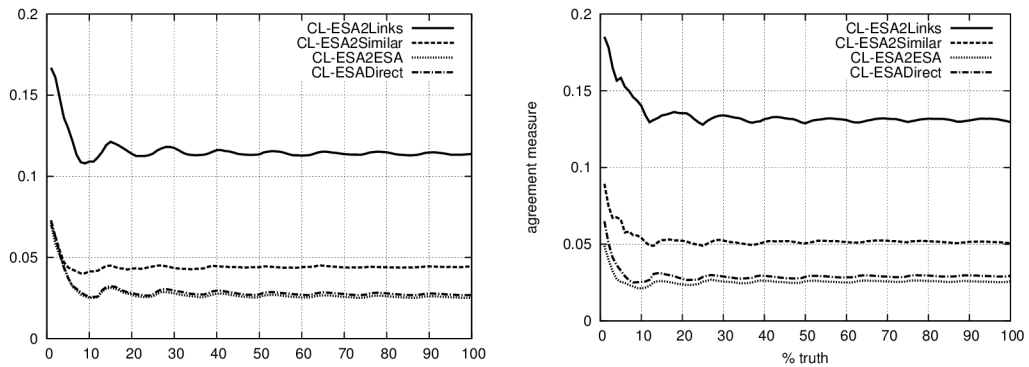 0.2
0.15
0.1
0.05
0
0 10 20 30 40 50 60 70 80 90 100
CL-ESA2Links
CL-ESA2Similar
CL-ESA2ESA
CL-ESADirect
agreement measure
0.2
0.15
0.1
0.05
0
0 10 20 30 40 50 60 70 80 90 100
% truth
CL-ESA2Links
CL-ESA2Similar
CL-ESA2ESA
CL-ESADirect